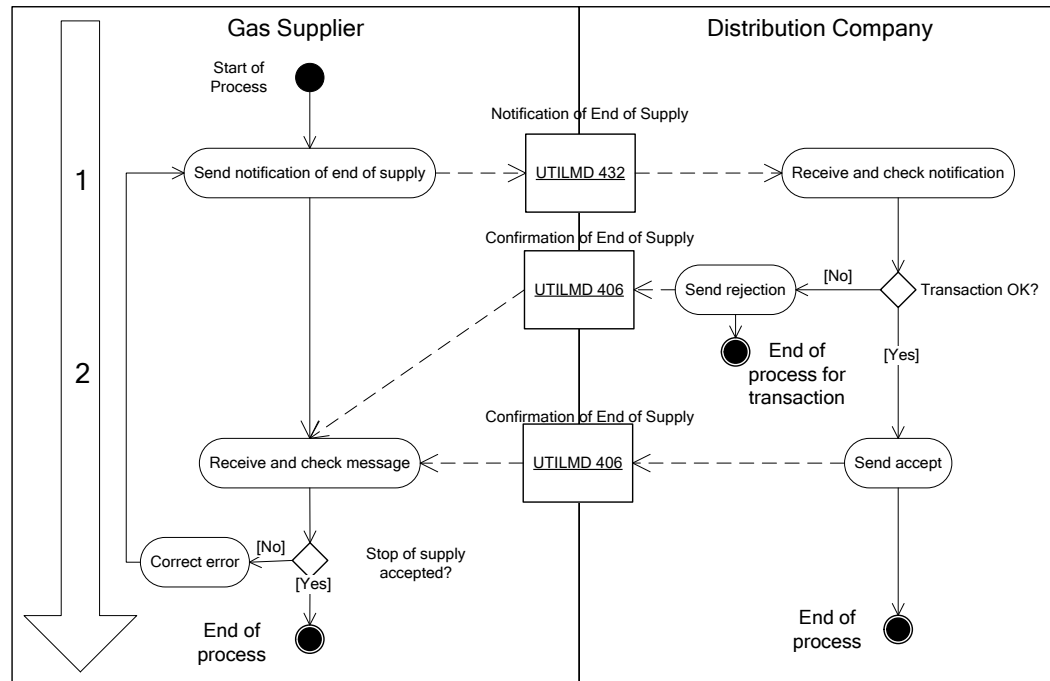 Gas Supplier
Distribution Company
Start of
Process
Notification of End of Supply
1
Send notification of end of supply
UTILMD 432
Receive and check notification
Confirmation of End of Supply
[No]
Send rejection
UTILMD 406
Transaction OK?
2
End of
process for
transaction
[Yes]
Confirmation of End of Supply
Receive and check message
UTILMD 406
Send accept
[No]
Correct error
Stop of supply
accepted?
[Yes]
End of
process
End of
process